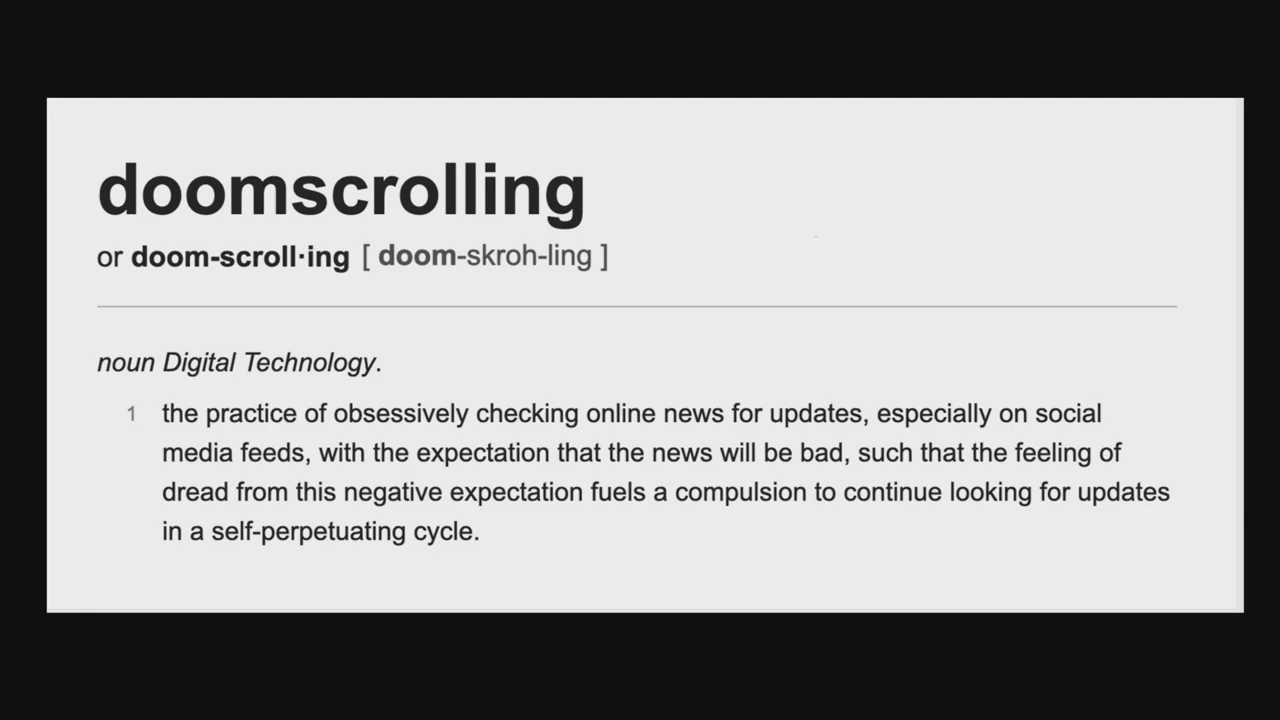 doomscrolling
or doom-scroll·ing [ doom-skroh-ling ]
noun Digital Technology.
1 the practice of obsessively checking online news for updates, especially on social
media feeds, with the expectation that the news will be bad, such that the feeling of
dread from this negative expectation fuels a compulsion to continue looking for updates
in a self-perpetuating cycle.